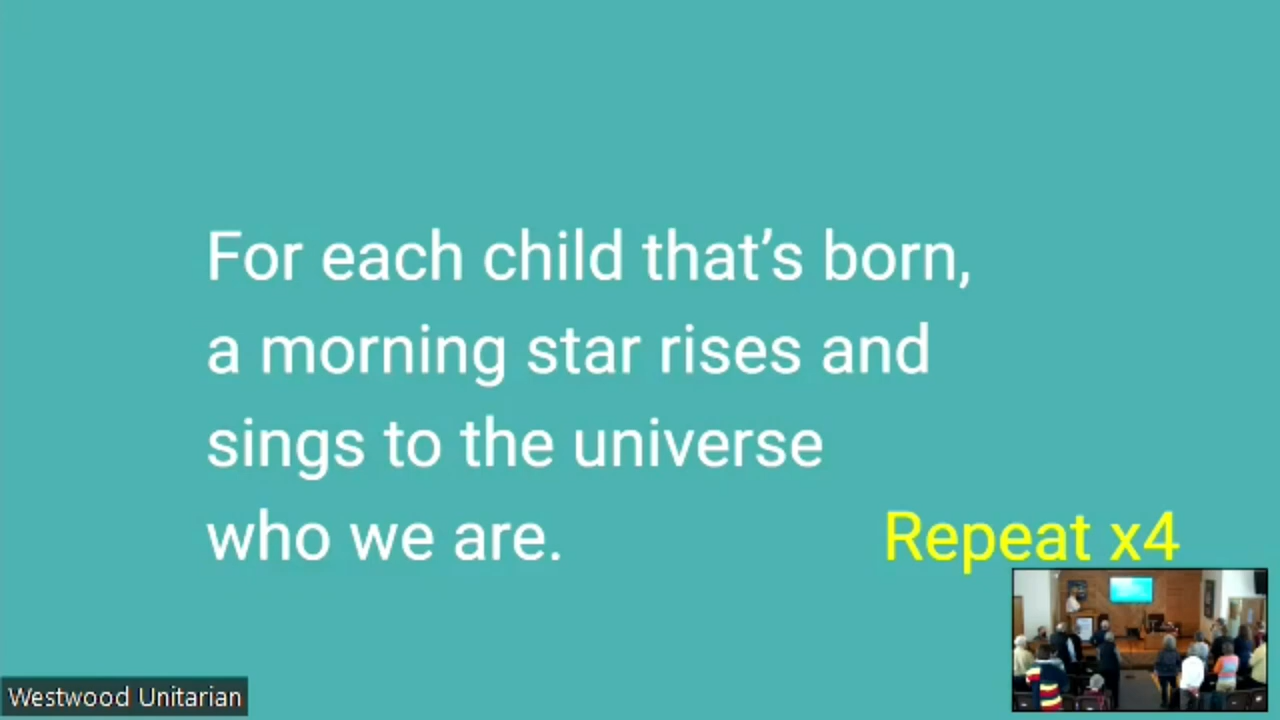 For each child that’s born,
a morning star rises and
sings to the universe
who we are.
Repeat x4
Westwood Unitarian